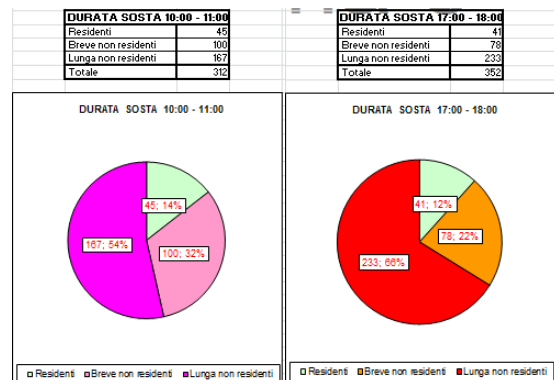 DURATA SOSTA 10:00 - 11:00
Residenti 45
Breve non residenti 100
Lunga non residenti 167
Totale 312
DURATA SOSTA 17:00 - 18:00
Residenti 41
Breve non residenti 78
Lunga non residenti 233
Totale 352
DURATA SOSTA 10:00 - 11:00
45; 14%
167; 54%
100; 32%
Residenti Breve non residenti Lunga non residenti
DURATA SOSTA 17:00 - 18:00
41; 12%
78; 22%
233; 66%
Residenti Breve non residenti Lunga non residenti